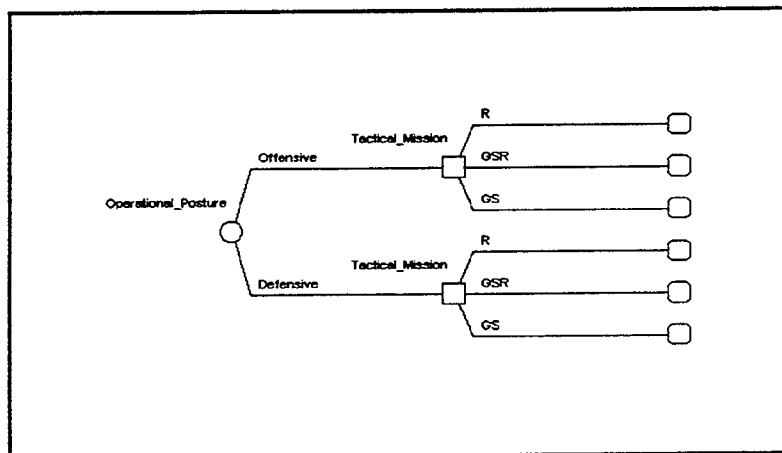 R
Tactical_Mission
Offensive
GSR
Operational_Posture
GS
R
Tactical_Mission
Defensive
GSR
GS